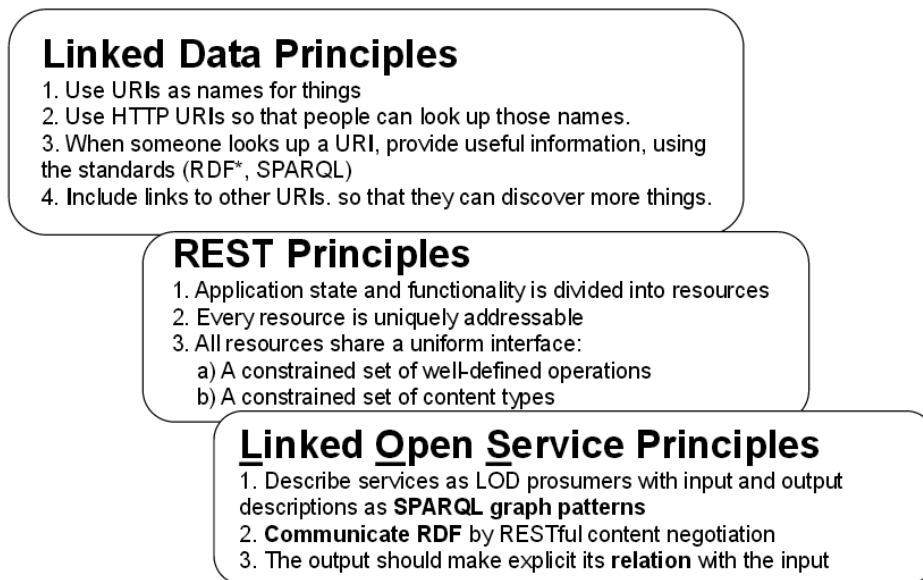 Linked Data Principles
1. Use URIs as names for things
2. Use HTTP URIs so that people can look up those names.
3. When someone looks up a URI, provide useful information, using
the standards (RDF*, SPARQL)
4. Include links to other URIs. so that they can discover more things.
REST Principles
1. Application state and functionality is divided into resources
2. Every resource is uniquely addressable
3. All resources share a uniform interface:
a) A constrained set of well-defined operations
b) A constrained set of content types
Linked Open Service Principles
1. Describe services as LOD prosumers with input and output
descriptions as SPARQL graph patterns
2. Communicate RDF by RESTful content negotiation
3. The output should make explicit its relation with the input